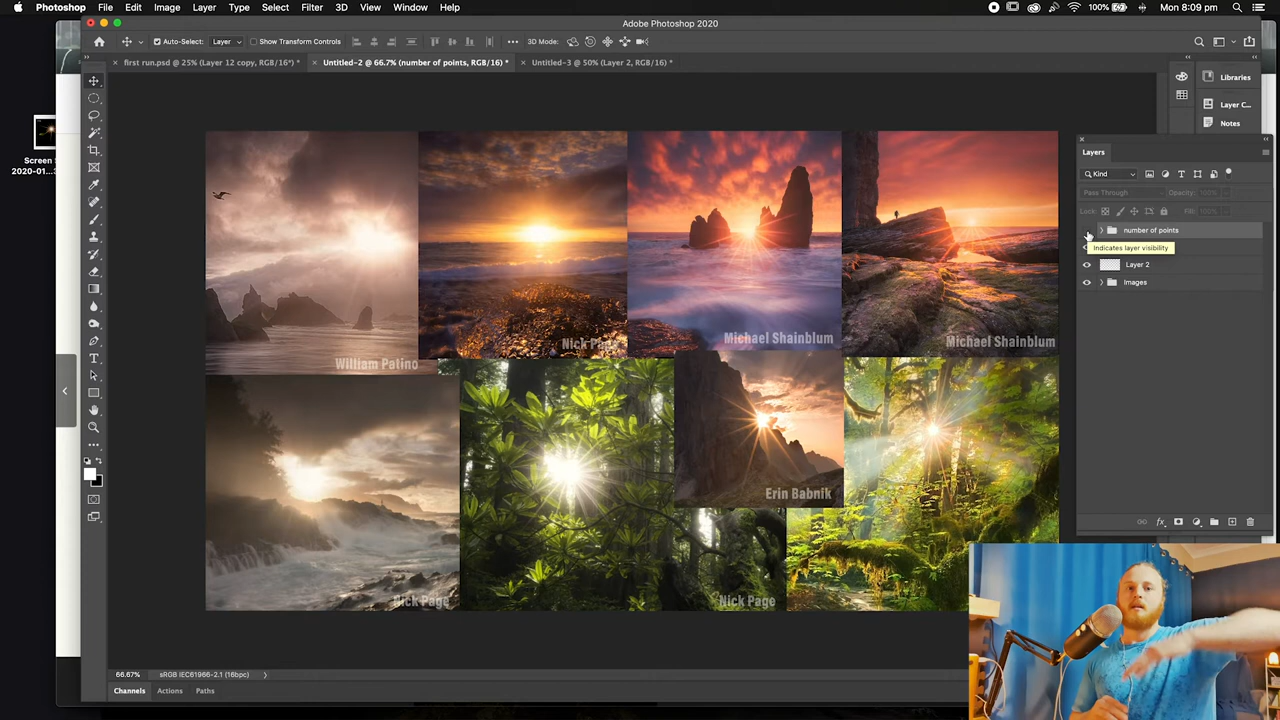 Photoshop File Edit Image Layer Type Select Filter 3D View Window Help
100% Mon 8:09 pm
Adobe Photoshop 2020
Auto-Select: Layer Show Transform Controls 3D Mode:
first run.psd @ 25% (Layer 12 copy, RGB/16*) * Untitled-2 @ 66.7% (number of points, RGB/16) * Untitled-3 @ 50% (Layer 2, RGB/16) *
Libraries
Layer C...
Notes
Layers
Kind
Pass Through Opacity: 100%
Lock: Fill: 100%
number of points
Indicates layer visibility
Layer 2
Images
Screen
2020-01...
William Patino
Nick
Michael Shainblum
Michael Shainblum
Nick Page
Nick Page
Erin Babnik
66.67% sRGB IEC61966-2.1 (16bpc)
Channels Actions Paths